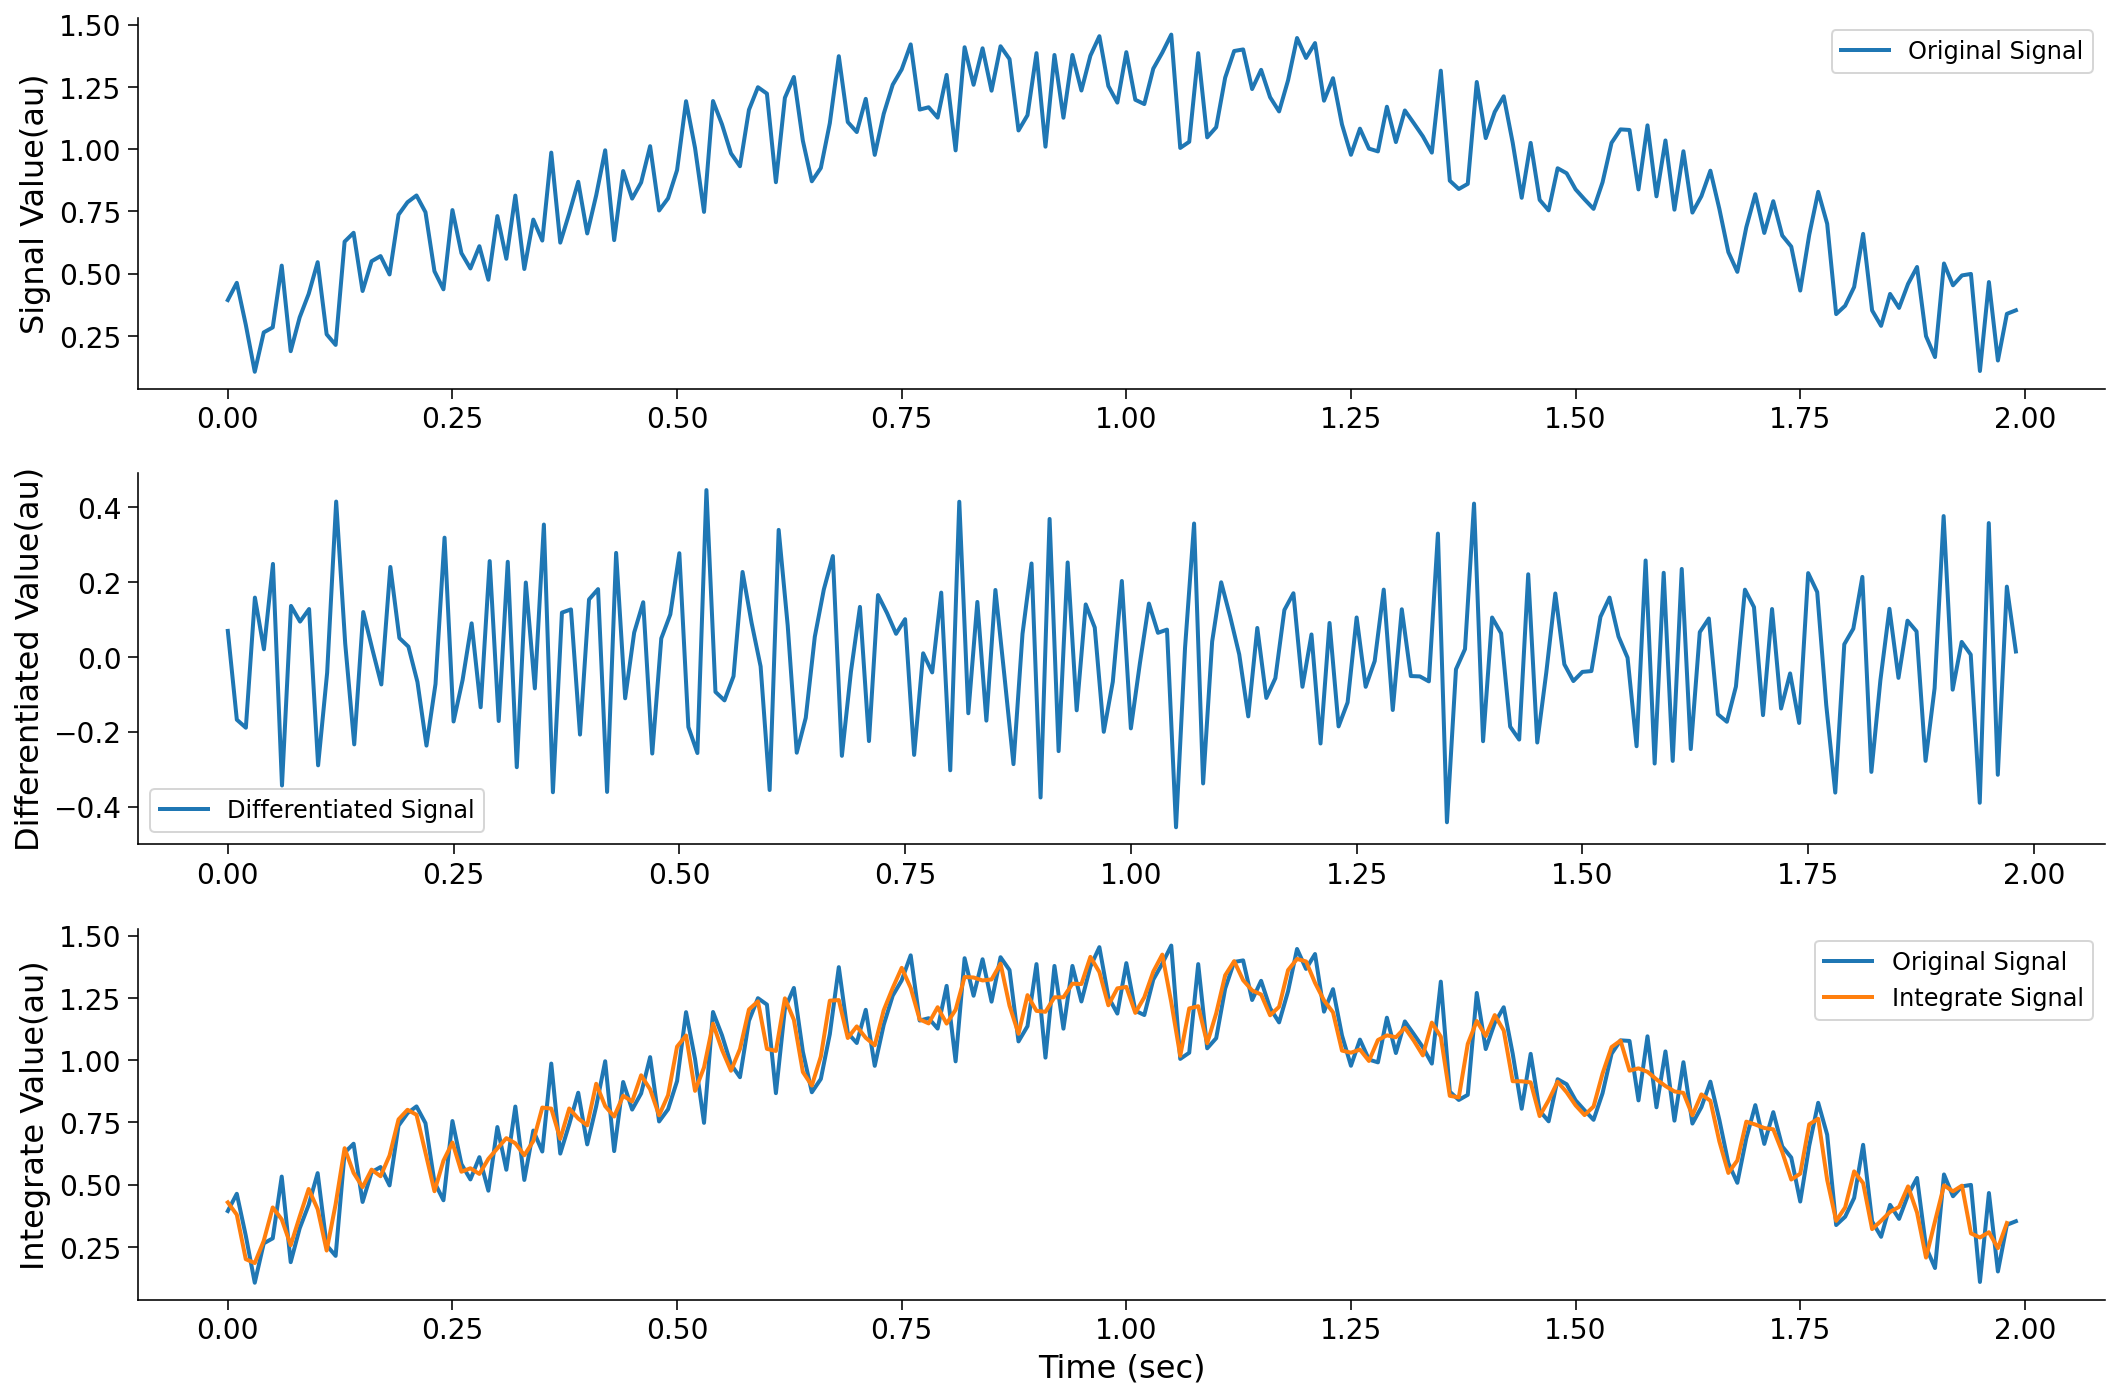 Signal Value(au)
1.50
1.25
1.00
0.75
0.50
0.25
Original Signal
0.00 0.25 0.50 0.75 1.00 1.25 1.50 1.75 2.00
Differentiated Value(au)
0.4
0.2
0.0
−0.2
−0.4
Differentiated Signal
0.00 0.25 0.50 0.75 1.00 1.25 1.50 1.75 2.00
Integrate Value(au)
1.50
1.25
1.00
0.75
0.50
0.25
Original Signal
Integrate Signal
0.00 0.25 0.50 0.75 1.00 1.25 1.50 1.75 2.00
Time (sec)